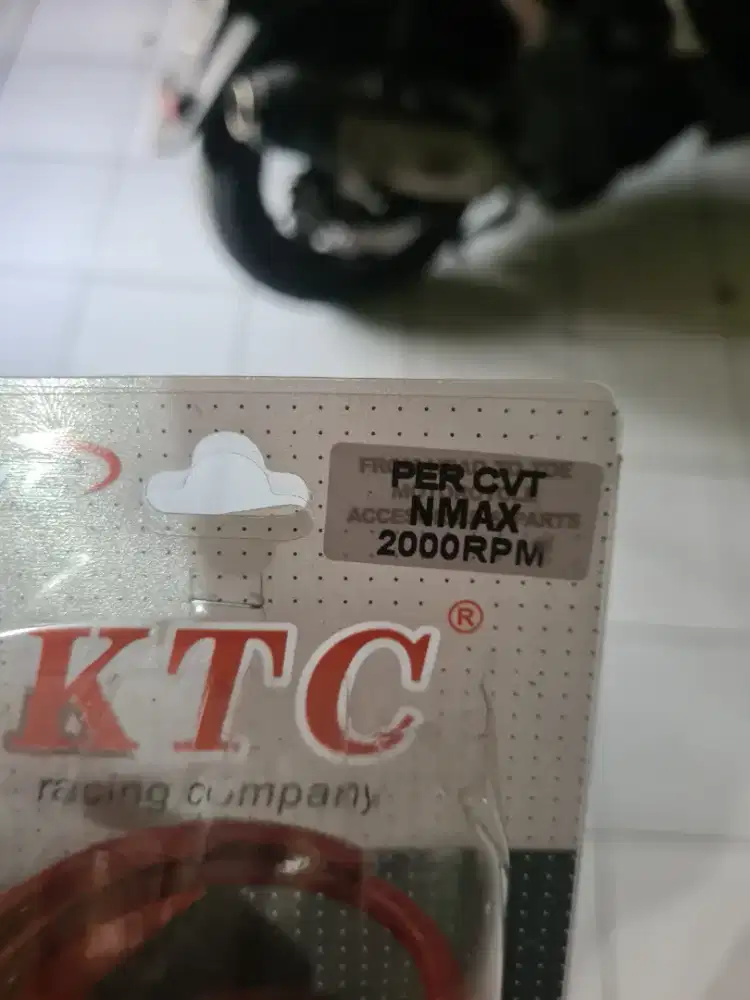 PER CVT
NMAX
2000RPM
KTC®
racing company